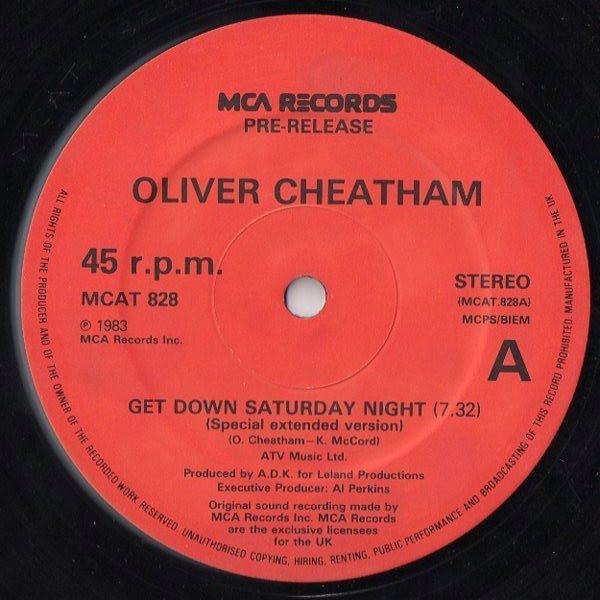 MCA RECORDS
PRE-RELEASE
OLIVER CHEATHAM
45 r.p.m.
MCAT 828
℗ 1983
MCA Records Inc.
STEREO
(MCAT.828A)
MCPS/BIEM
A
GET DOWN SATURDAY NIGHT (7.32)
(Special extended version)
(O. Cheatham—K. McCord)
ATV Music Ltd.
Produced by A.D.K. for Leland Productions
Executive Producer: Al Perkins
Original sound recording made by
MCA Records Inc. MCA Records
are the exclusive licensees
for the UK
ALL RIGHTS OF THE PRODUCER AND OF THE OWNER OF THE RECORDED WORK RESERVED. UNAUTHORISED COPYING, HIRING, RENTING, PUBLIC PERFORMANCE AND BROADCASTING OF THIS RECORD PROHIBITED. MANUFACTURED IN THE UK